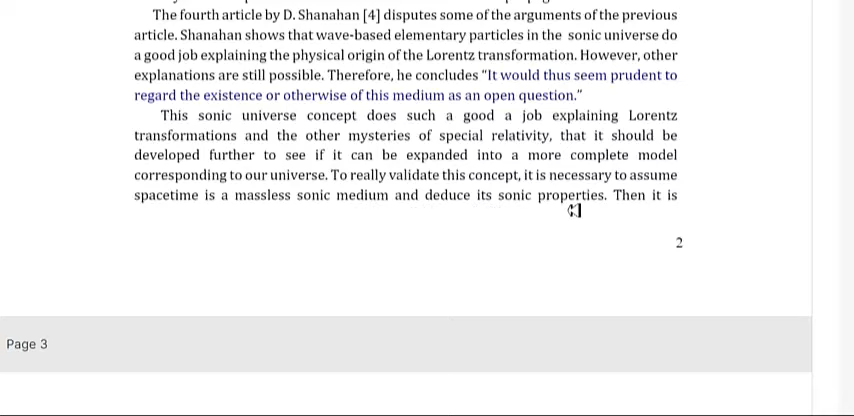 The fourth article by D. Shanahan [4] disputes some of the arguments of the previous
article. Shanahan shows that wave-based elementary particles in the sonic universe do
a good job explaining the physical origin of the Lorentz transformation. However, other
explanations are still possible. Therefore, he concludes "It would thus seem prudent to
regard the existence or otherwise of this medium as an open question."
This sonic universe concept does such a good a job explaining Lorentz
transformations and the other mysteries of special relativity, that it should be
developed further to see if it can be expanded into a more complete model
corresponding to our universe. To really validate this concept, it is necessary to assume
spacetime is a massless sonic medium and deduce its sonic properties. Then it is
2
Page 3